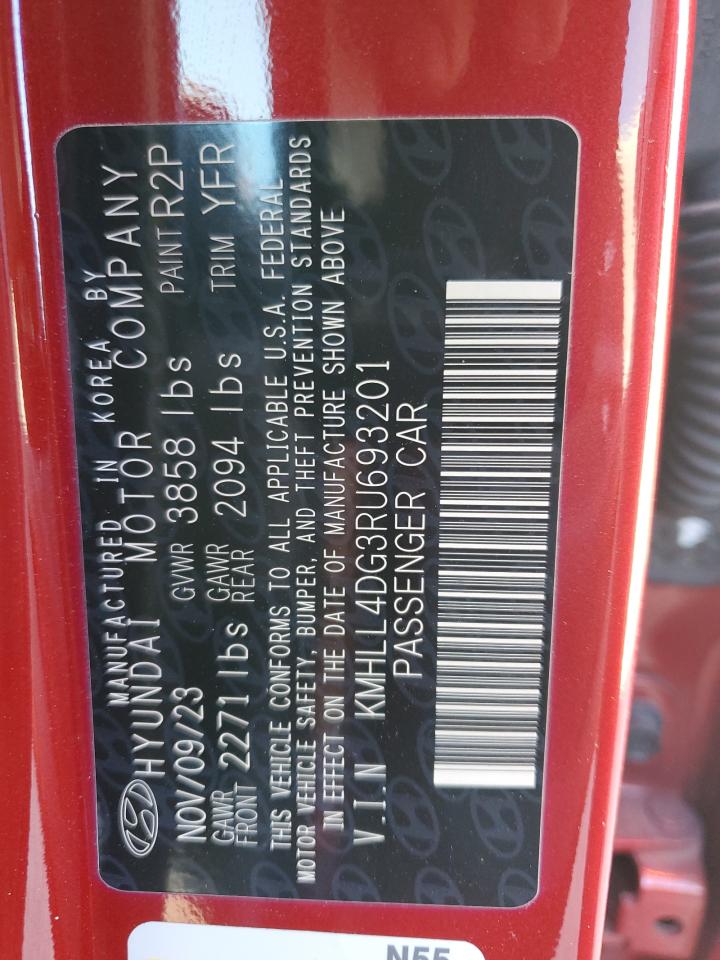 MANUFACTURED IN KOREA BY
HYUNDAI MOTOR COMPANY
NOV/09/23 GVWR 3858 lbs PAINT R2P
GAWR FRONT 2271 lbs GAWR REAR 2094 lbs TRIM YFR
THIS VEHICLE CONFORMS TO ALL APPLICABLE U.S.A. FEDERAL
MOTOR VEHICLE SAFETY, BUMPER, AND THEFT PREVENTION STANDARDS
IN EFFECT ON THE DATE OF MANUFACTURE SHOWN ABOVE
V.I.N KMHLL4DG3RU693201
PASSENGER CAR
N55